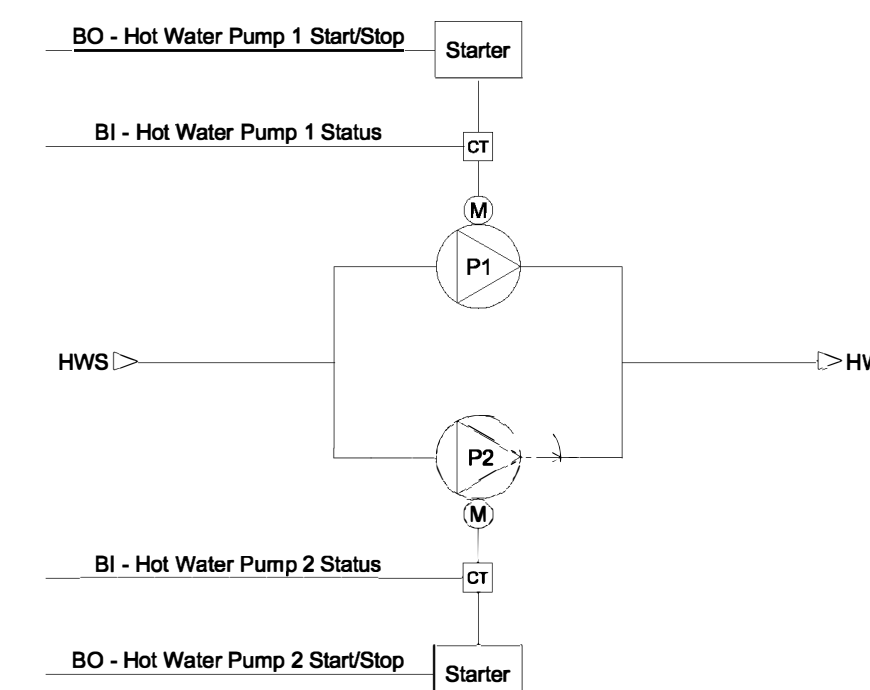 BO - Hot Water Pump 1 Start/Stop
Starter
BI - Hot Water Pump 1 Status
CT
M
P1
HWS
HW
P2
M
BI - Hot Water Pump 2 Status
CT
BO - Hot Water Pump 2 Start/Stop
Starter